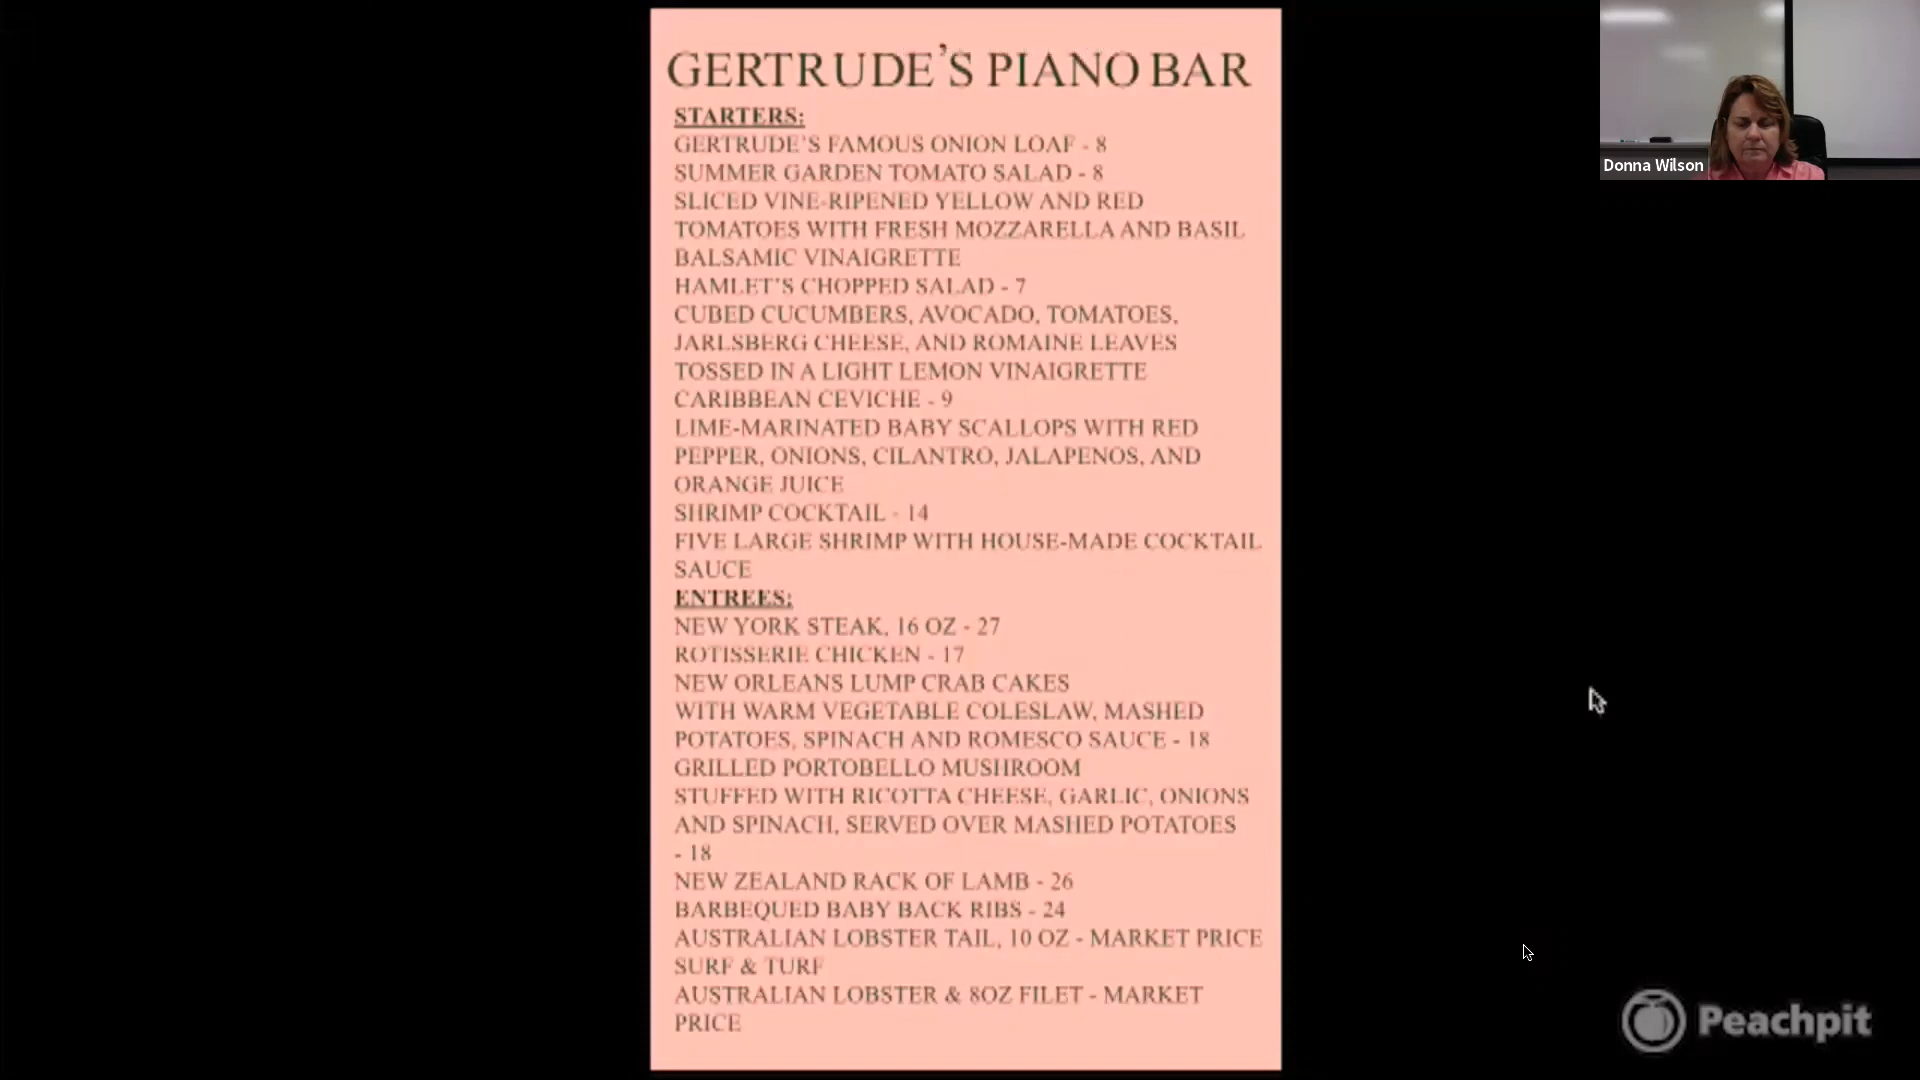 GERTRUDE'S PIANO BAR
STARTERS:
GERTRUDE'S FAMOUS ONION LOAF - 8
SUMMER GARDEN TOMATO SALAD - 8
SLICED VINE-RIPENED YELLOW AND RED
TOMATOES WITH FRESH MOZZARELLA AND BASIL
BALSAMIC VINAIGRETTE
HAMLET'S CHOPPED SALAD - 7
CUBED CUCUMBERS, AVOCADO, TOMATOES,
JARLSBERG CHEESE, AND ROMAINE LEAVES
TOSSED IN A LIGHT LEMON VINAIGRETTE
CARIBBEAN CEVICHE - 9
LIME-MARINATED BABY SCALLOPS WITH RED
PEPPER, ONIONS, CILANTRO, JALAPENOS, AND
ORANGE JUICE
SHRIMP COCKTAIL - 14
FIVE LARGE SHRIMP WITH HOUSE-MADE COCKTAIL
SAUCE
ENTREES:
NEW YORK STEAK, 16 OZ - 27
ROTISSERIE CHICKEN - 17
NEW ORLEANS LUMP CRAB CAKES
WITH WARM VEGETABLE COLESLAW, MASHED
POTATOES, SPINACH AND ROMESCO SAUCE - 18
GRILLED PORTOBELLO MUSHROOM
STUFFED WITH RICOTTA CHEESE, GARLIC, ONIONS
AND SPINACH, SERVED OVER MASHED POTATOES
- 18
NEW ZEALAND RACK OF LAMB - 26
BARBEQUED BABY BACK RIBS - 24
AUSTRALIAN LOBSTER TAIL, 10 OZ - MARKET PRICE
SURF & TURF
AUSTRALIAN LOBSTER & 8OZ FILET - MARKET
PRICE
Donna Wilson
Peachpit